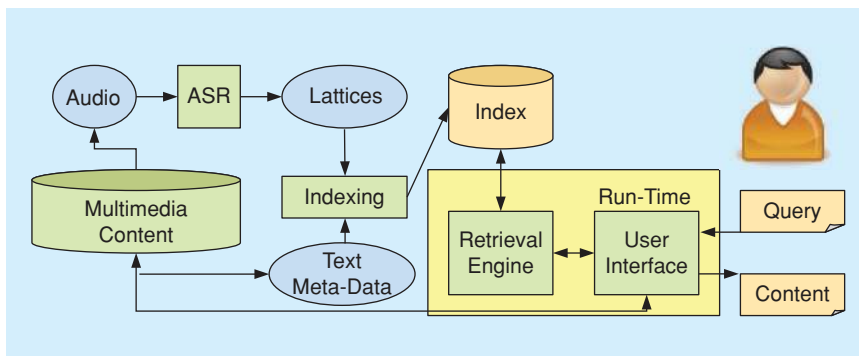 Audio
ASR
Lattices
Index
Multimedia
Content
Indexing
Text
Meta-Data
Run-Time
Retrieval
Engine
User
Interface
Query
Content